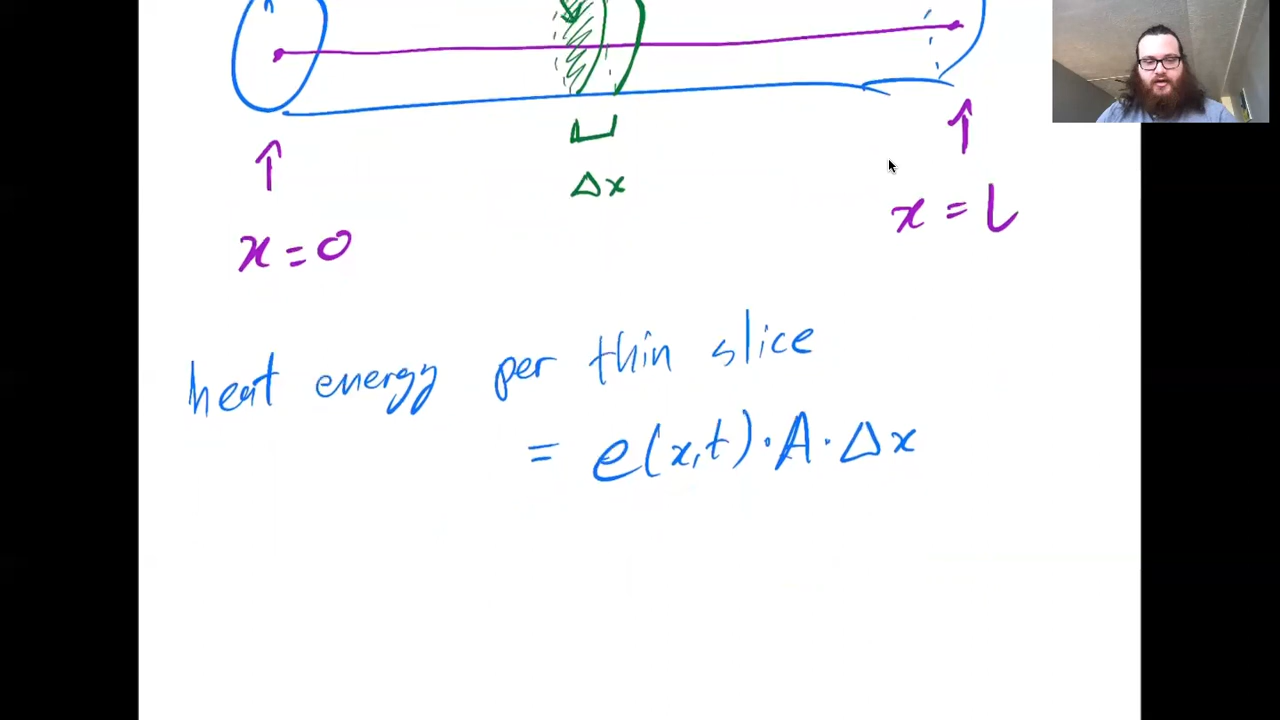 Δx
x = L
x = 0
heat energy per thin slice
= e(x,t) · A · Δx